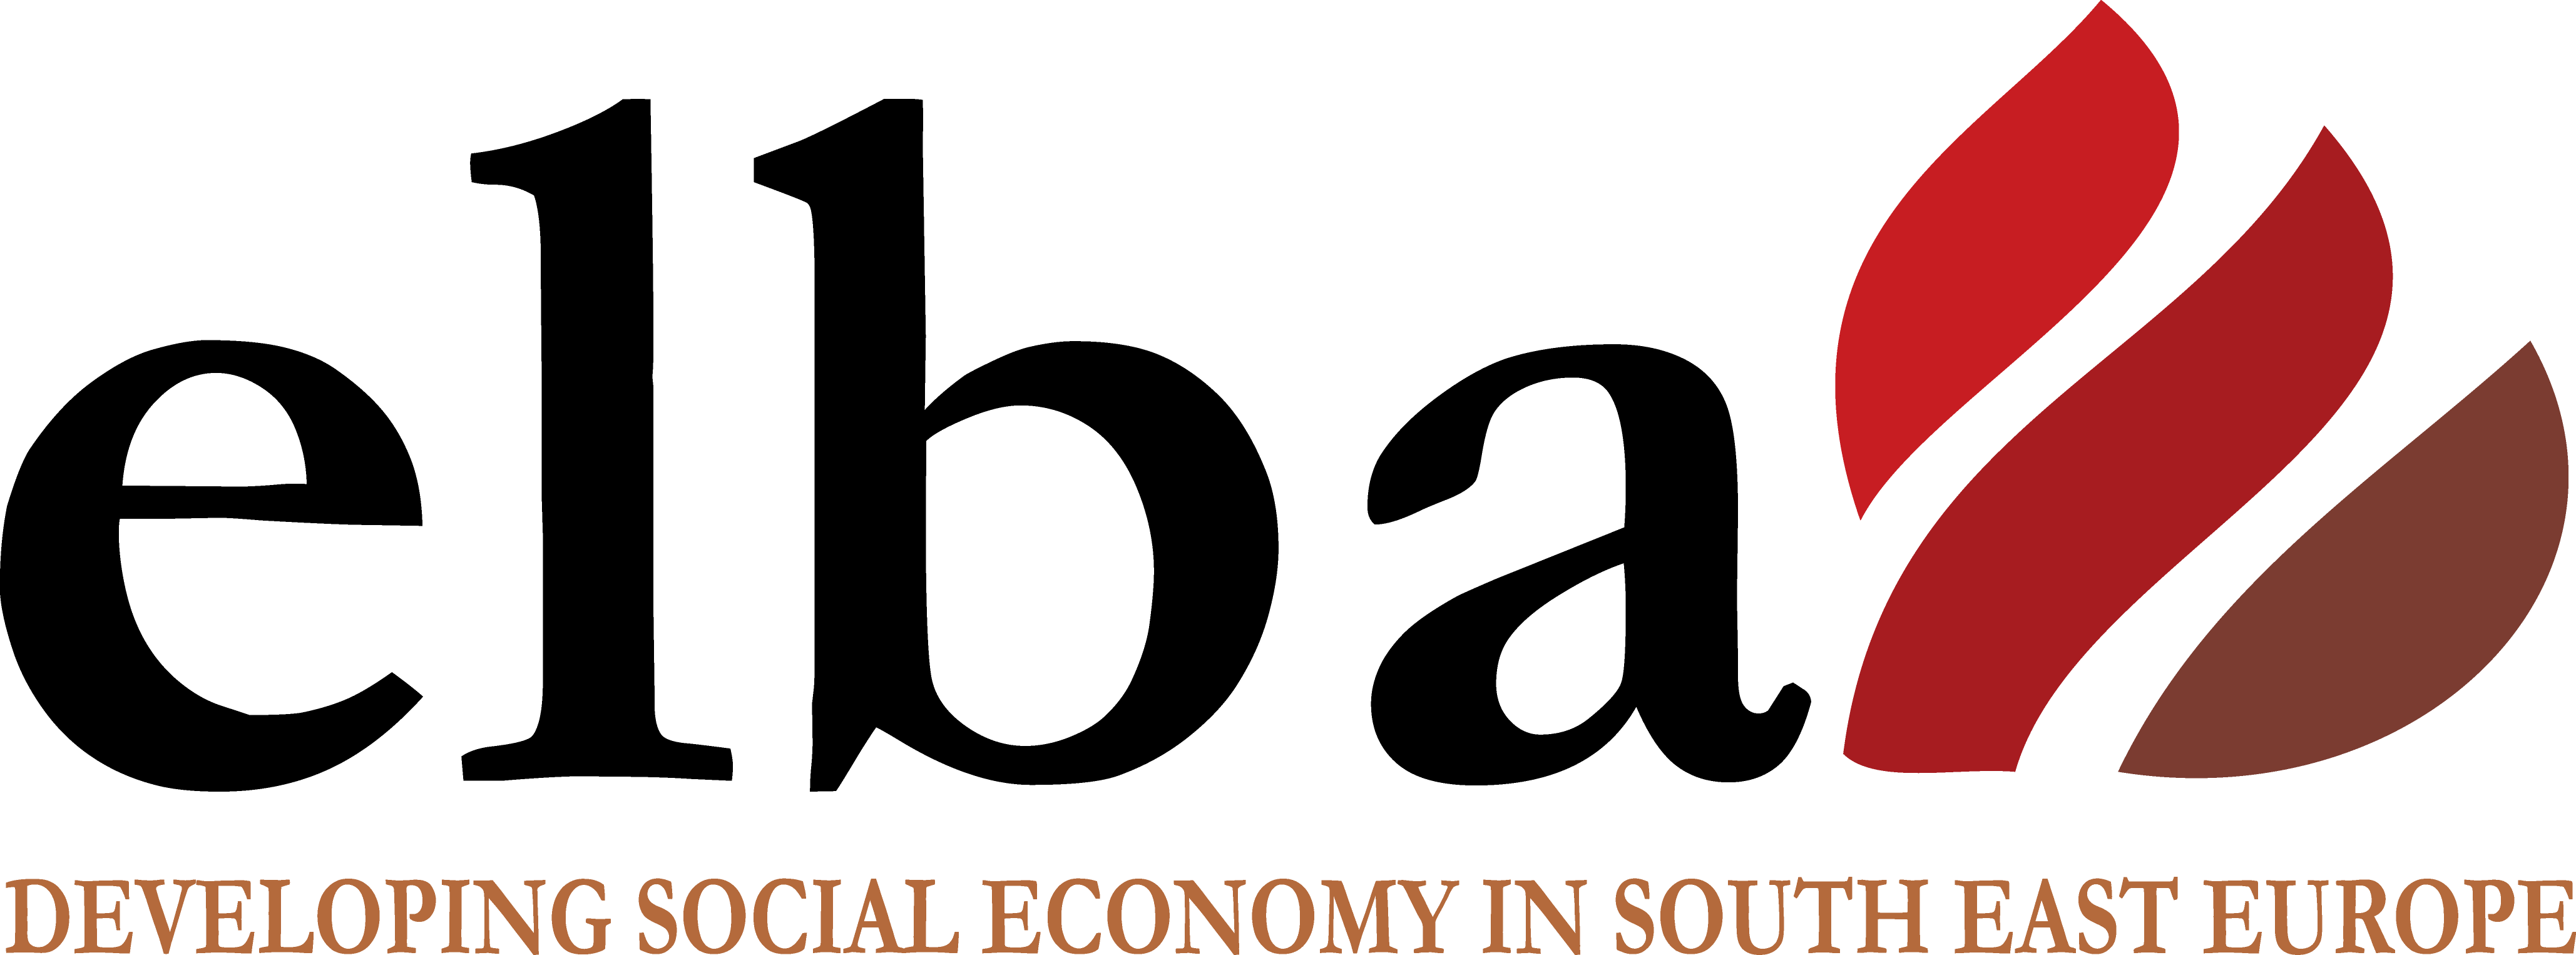 elba
DEVELOPING SOCIAL ECONOMY IN SOUTH EAST EUROPE